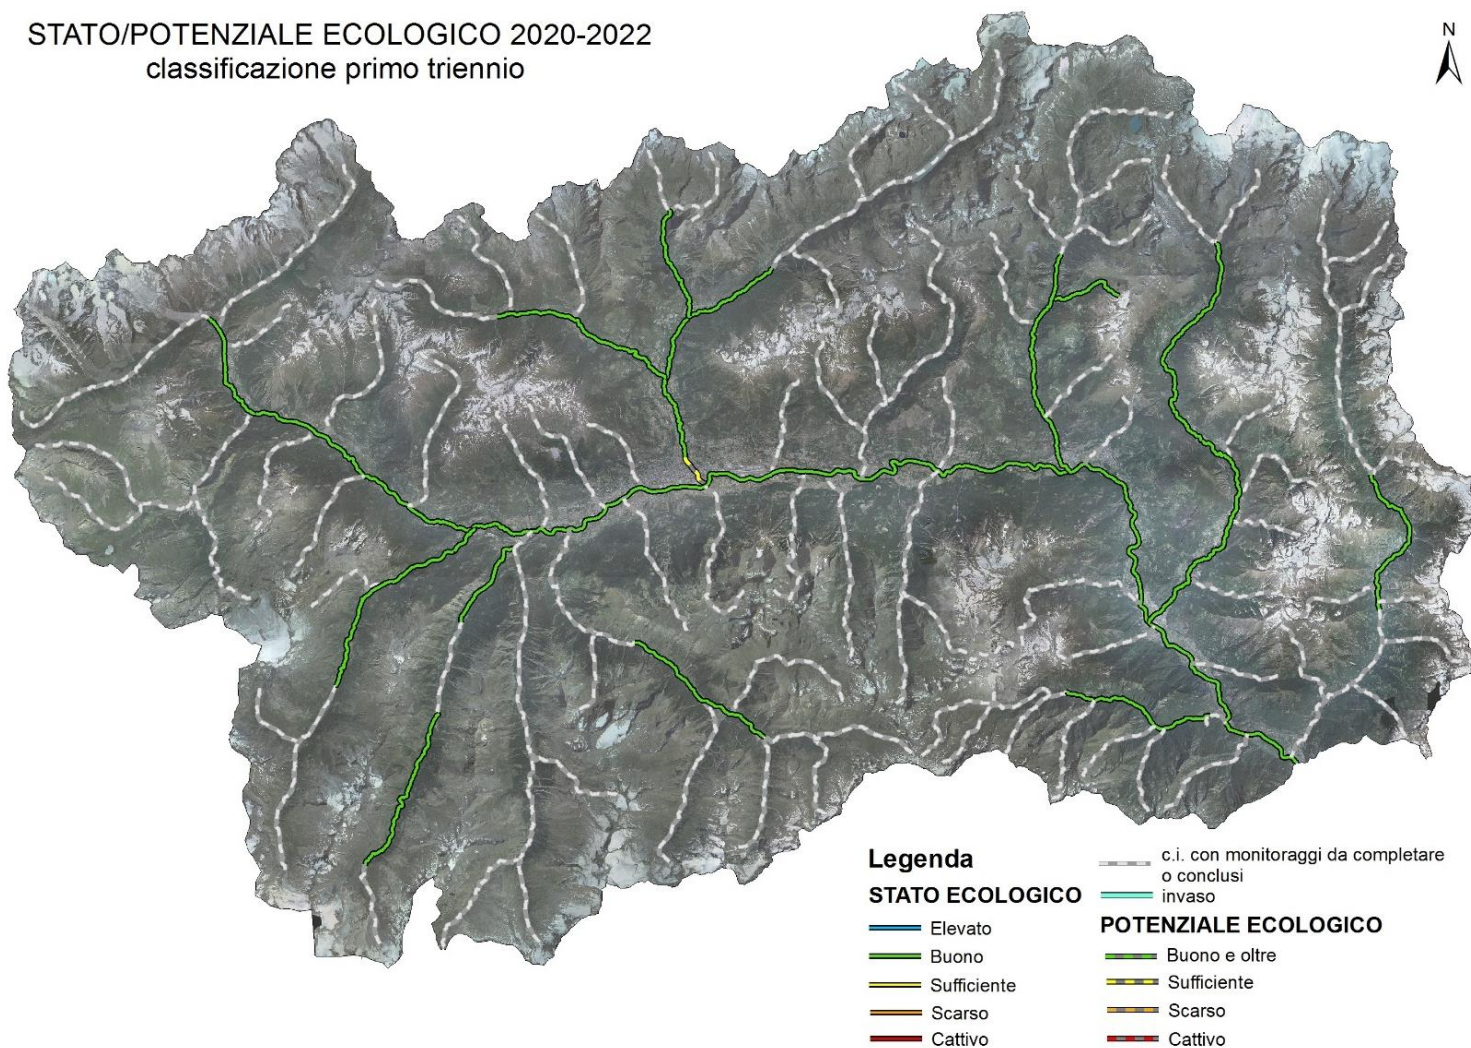 STATO/POTENZIALE ECOLOGICO 2020-2022
classificazione primo triennio
N
Legenda
STATO ECOLOGICO
Elevato
Buono
Sufficiente
Scarso
Cattivo
c.i. con monitoraggi da completare
o conclusi
invaso
POTENZIALE ECOLOGICO
Buono e oltre
Sufficiente
Scarso
Cattivo